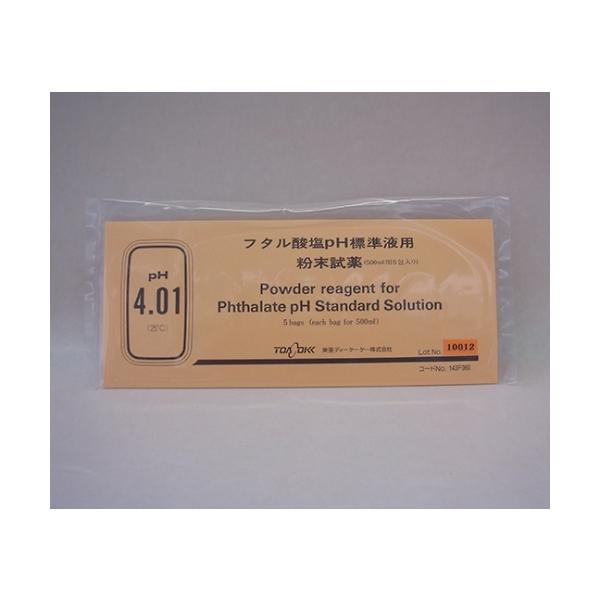 フタル酸塩pH標準液用
粉末試薬 (500ml用5包入り)
pH
4.01
(25℃)
Powder reagent for
Phthalate pH Standard Solution
5 bags (each bag for 500ml)
TOADKK 東亜ディーケーケー株式会社
Lot No. 10012
コードNo. 143F360